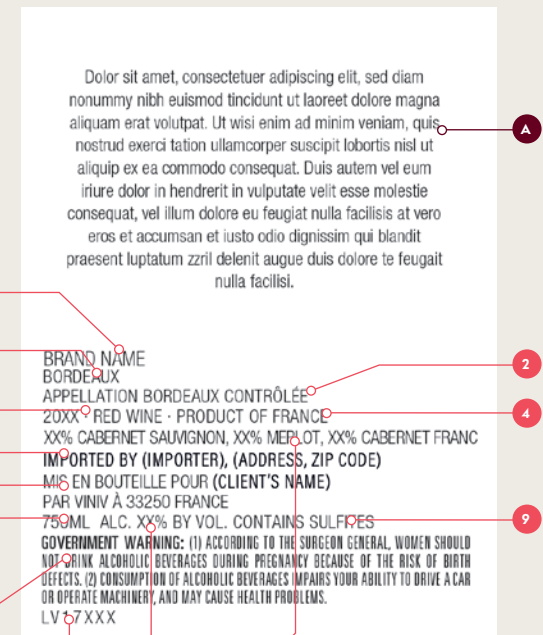 Dolor sit amet, consectetuer adipiscing elit, sed diam
nonummy nibh euismod tincidunt ut laoreet dolore magna
aliquam erat volutpat. Ut wisi enim ad minim veniam, quis
A
nostrud exerci tation ullamcorper suscipit lobortis nisl ut
aliquip ex ea commodo consequat. Duis autem vel eum
iriure dolor in hendrerit in vulputate velit esse molestie
consequat, vel illum dolore eu feugiat nulla facilisis at vero
eros et accumsan et iusto odio dignissim qui blandit
praesent luptatum zzril delenit augue duis dolore te feugait
nulla facilisi.
BRAND NAME
BORDEAUX
APPELLATION BORDEAUX CONTRÔLÉE
2
20XX · RED WINE · PRODUCT OF FRANCE
4
XX% CABERNET SAUVIGNON, XX% MERLOT, XX% CABERNET FRANC
IMPORTED BY (IMPORTER), (ADDRESS, ZIP CODE)
MIS EN BOUTEILLE POUR (CLIENT'S NAME)
PAR VINIV À 33250 FRANCE
750ML ALC. XX% BY VOL. CONTAINS SULFITES
9
GOVERNMENT WARNING: (1) ACCORDING TO THE SURGEON GENERAL, WOMEN SHOULD
NOT DRINK ALCOHOLIC BEVERAGES DURING PREGNANCY BECAUSE OF THE RISK OF BIRTH
DEFECTS. (2) CONSUMPTION OF ALCOHOLIC BEVERAGES IMPAIRS YOUR ABILITY TO DRIVE A CAR
OR OPERATE MACHINERY, AND MAY CAUSE HEALTH PROBLEMS.
LV17XXX